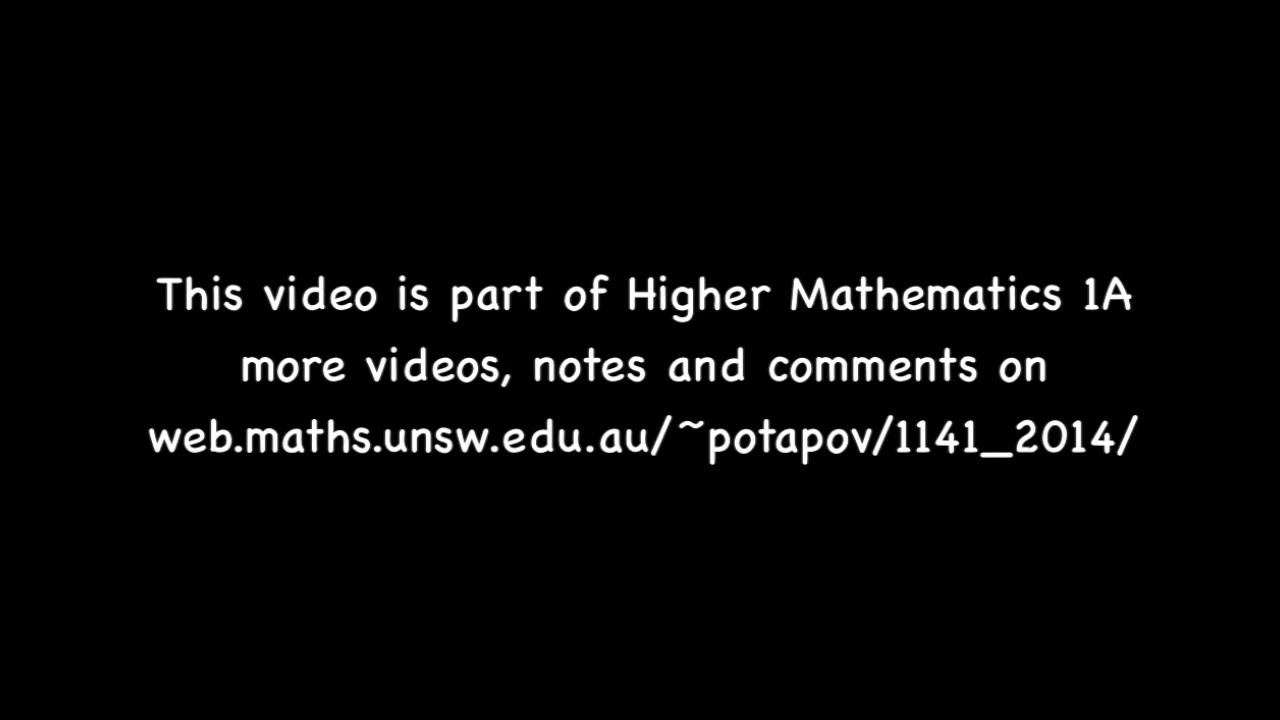 This video is part of Higher Mathematics 1A
more videos, notes and comments on
web.maths.unsw.edu.au/~potapov/1141_2014/